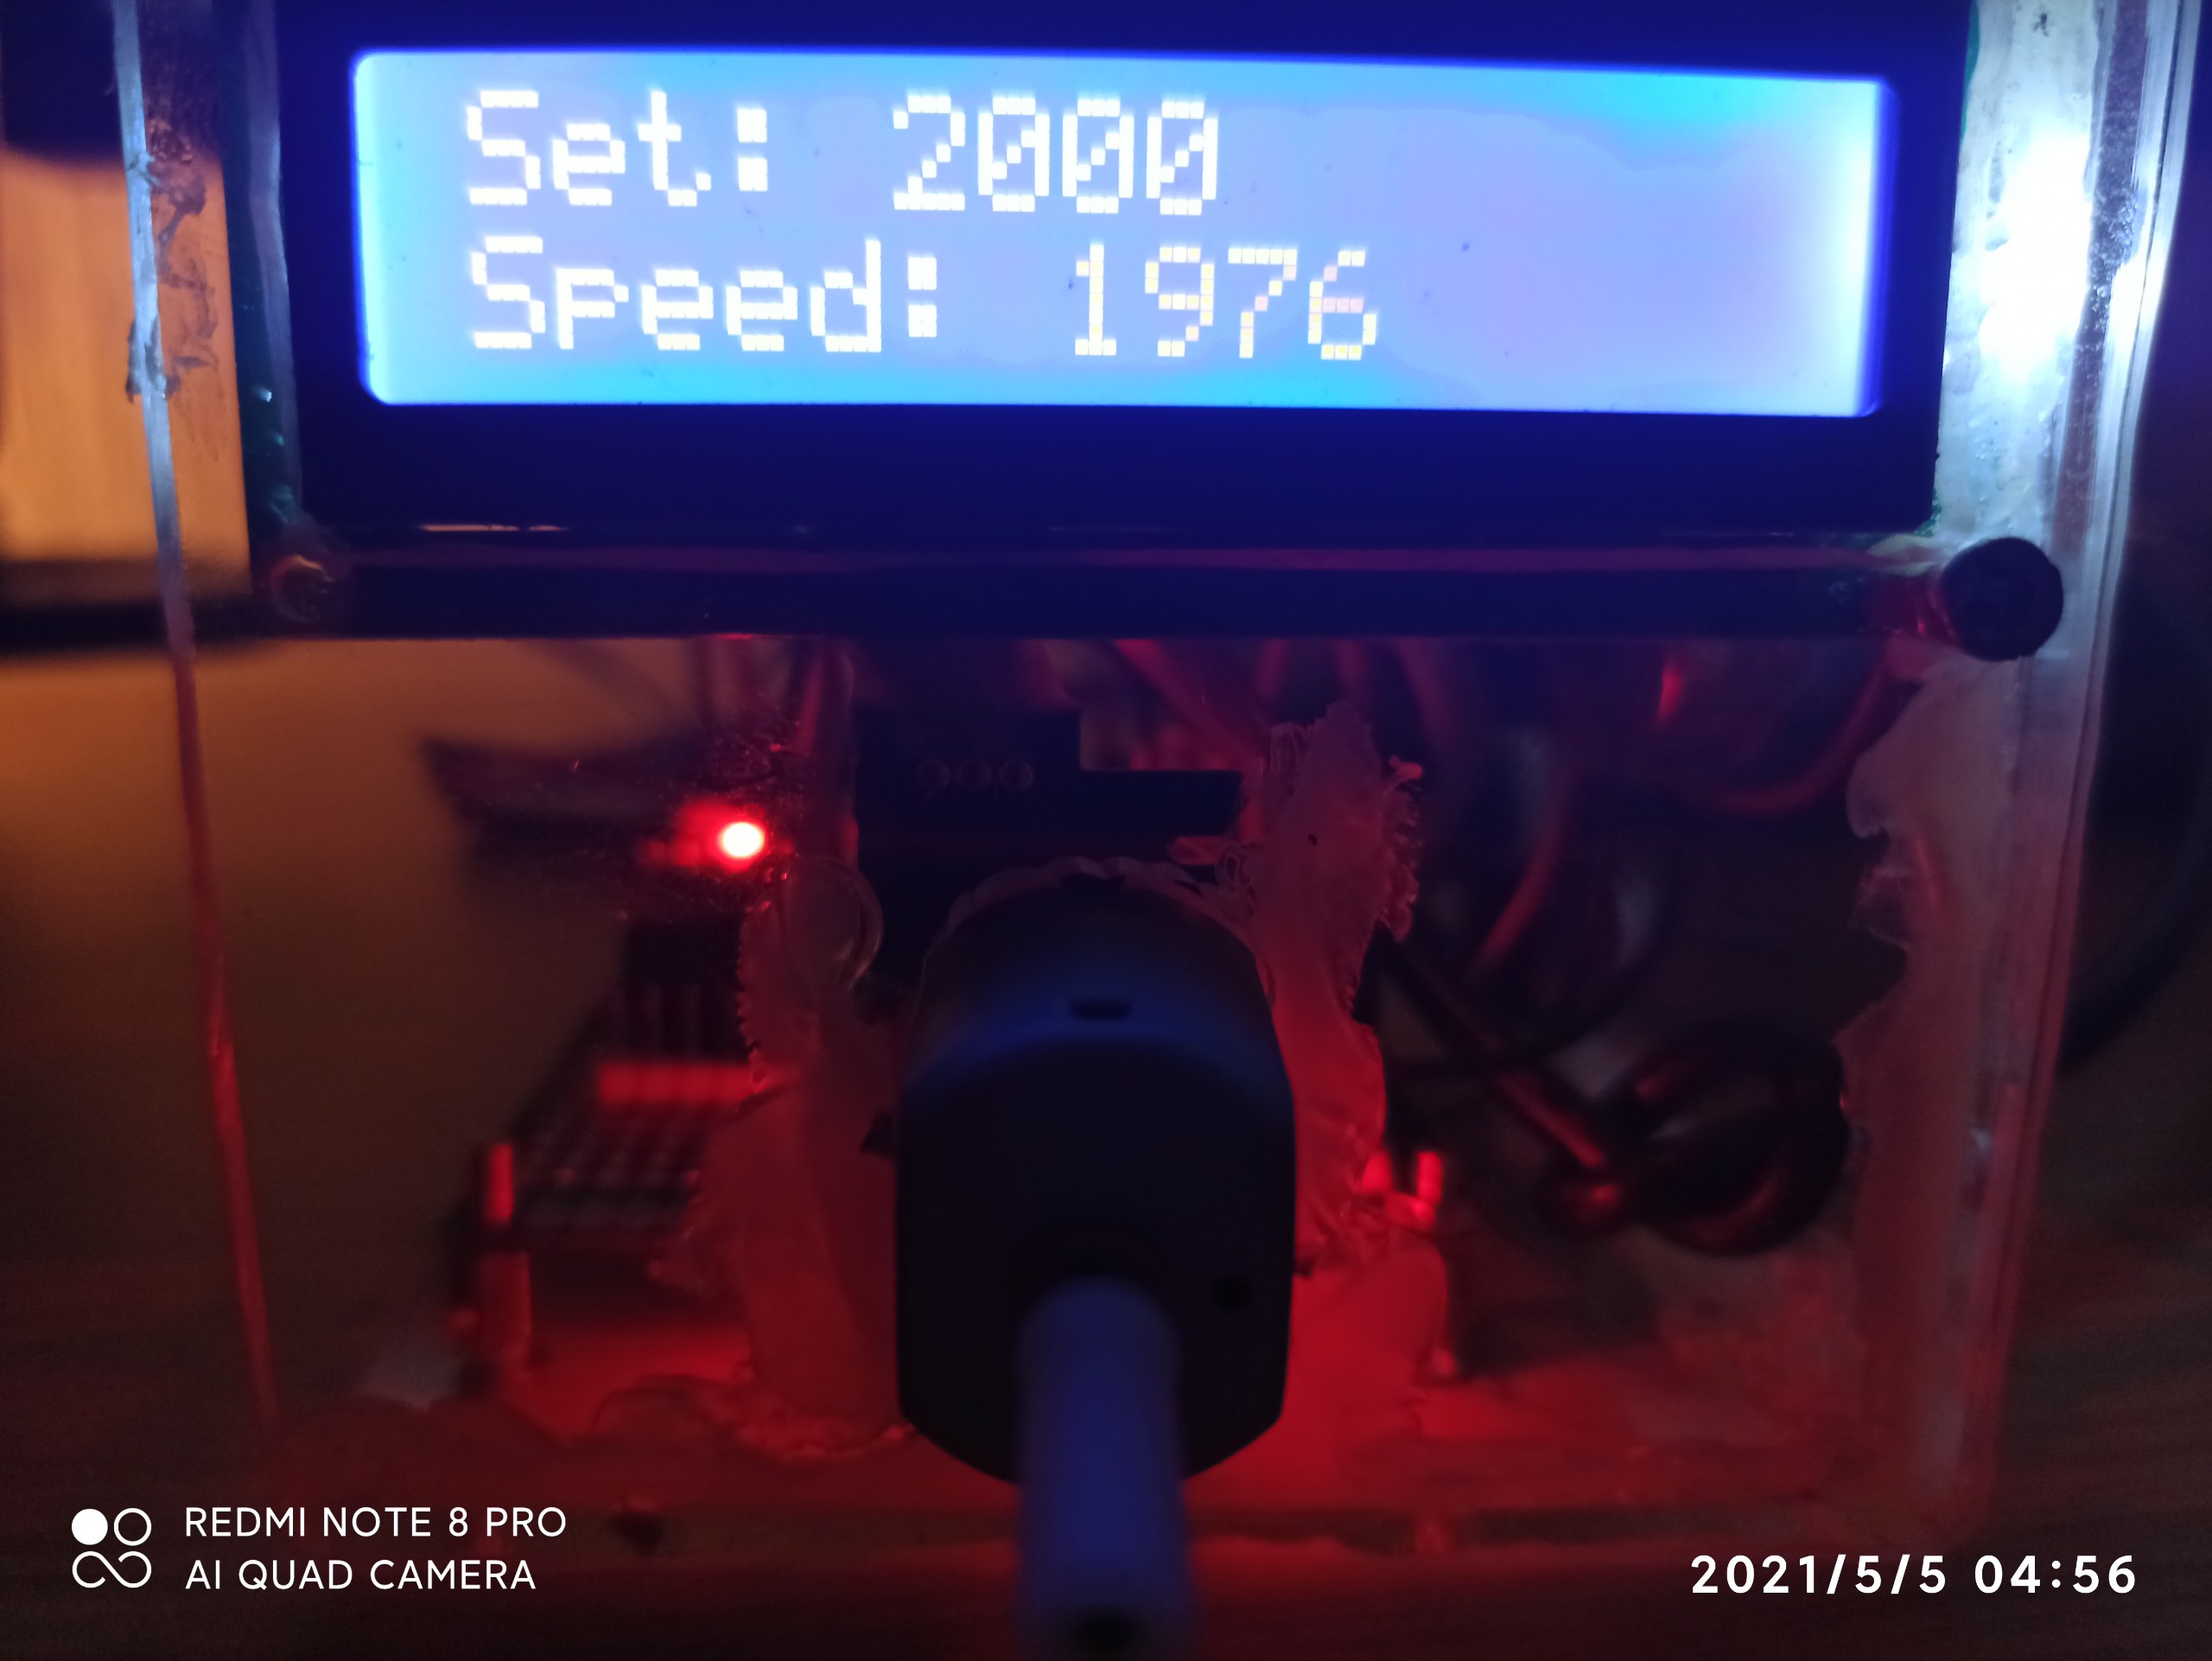 Set: 2000
Speed: 1976
REDMI NOTE 8 PRO
AI QUAD CAMERA
2021/5/5 04:56